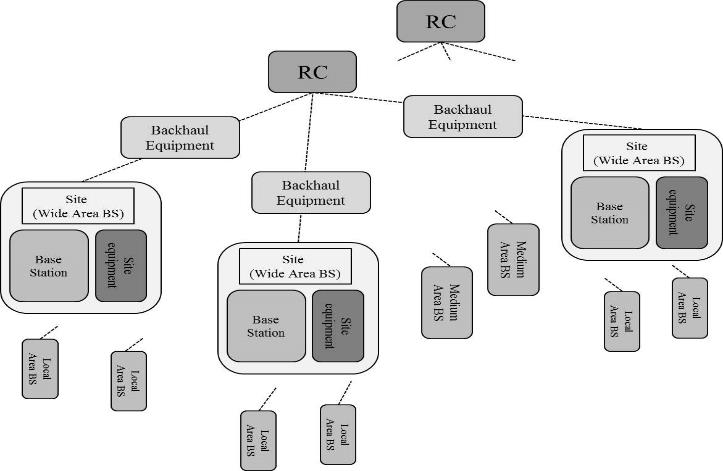 RC
RC
Backhaul
Equipment
Backhaul
Equipment
Backhaul
Equipment
Site
(Wide Area BS)
Base
Station
Site
equipment
Site
(Wide Area BS)
Base
Station
Site
equipment
Site
(Wide Area BS)
Base
Station
Site
equipment
Medium
Area BS
Medium
Area BS
Local
Area BS
Local
Area BS
Local
Area BS
Local
Area BS
Local
Area BS
Local
Area BS